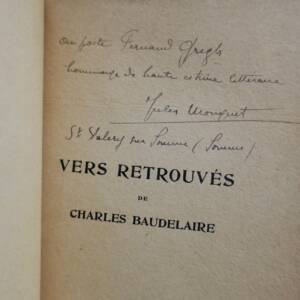 au poète Fernand Gregh
hommage de haute estime littéraire
Jules Mouquet
St Valery sur Somme (Somme)
VERS RETROUVÉS
DE
CHARLES BAUDELAIRE